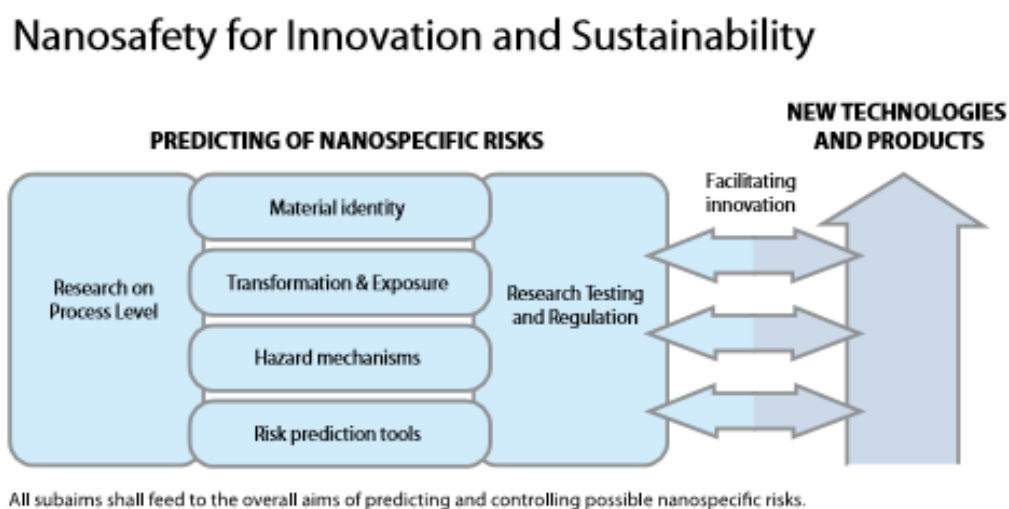 Nanosafety for Innovation and Sustainability
PREDICTING OF NANOSPECIFIC RISKS
NEW TECHNOLOGIES
AND PRODUCTS
Research on
Process Level
Material identity
Transformation & Exposure
Hazard mechanisms
Risk prediction tools
Research Testing
and Regulation
Facilitating
innovation
All subaims shall feed to the overall aims of predicting and controlling possible nanospecific risks.